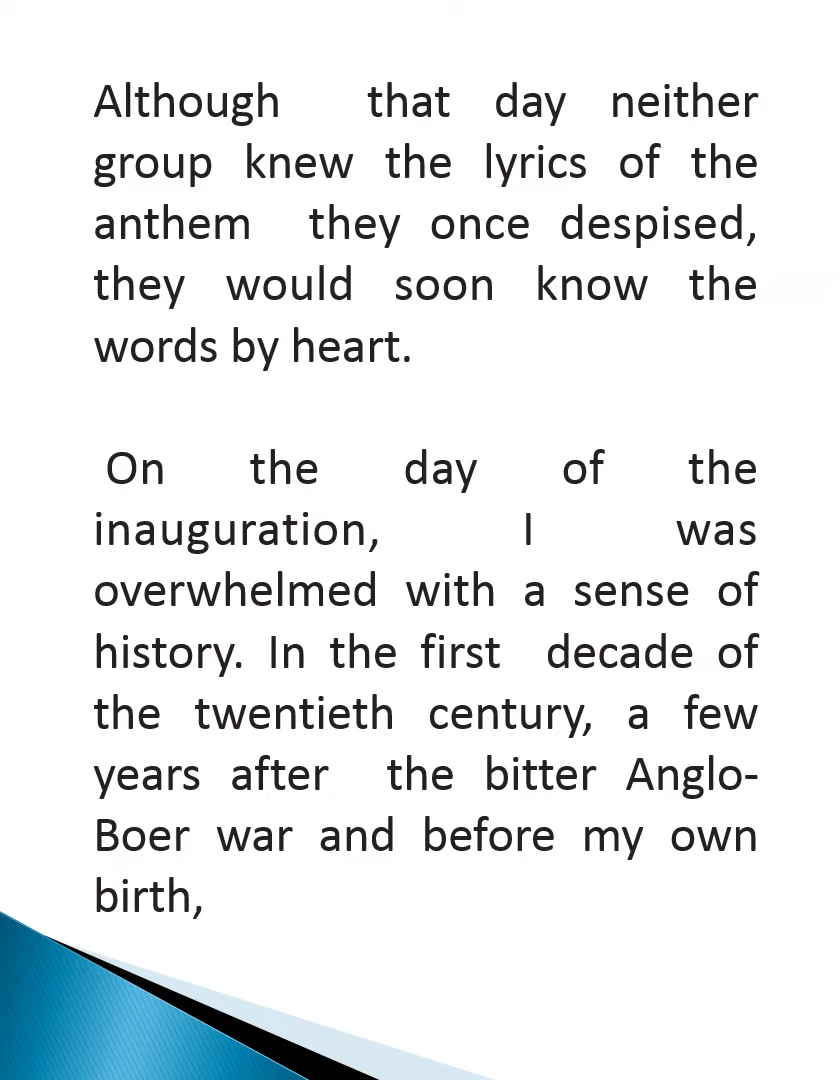 Although that day neither
group knew the lyrics of the
anthem they once despised,
they would soon know the
words by heart.
On the day of the
inauguration, I was
overwhelmed with a sense of
history. In the first decade of
the twentieth century, a few
years after the bitter Anglo-
Boer war and before my own
birth,